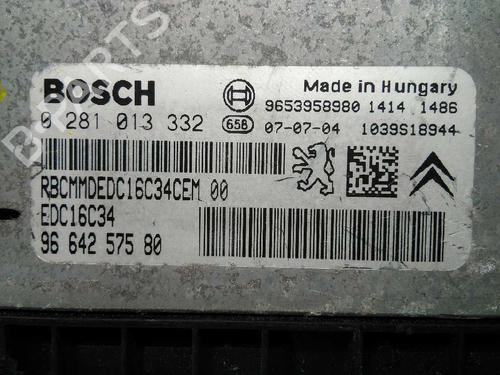 B-PARTS
BOSCH
Made in Hungary
9653958980 1414 1486
0 281 013 332 658 07-07-04 1039S18944
RBCMMDEDC16C34CEM 00
EDC16C34
96 642 575 80